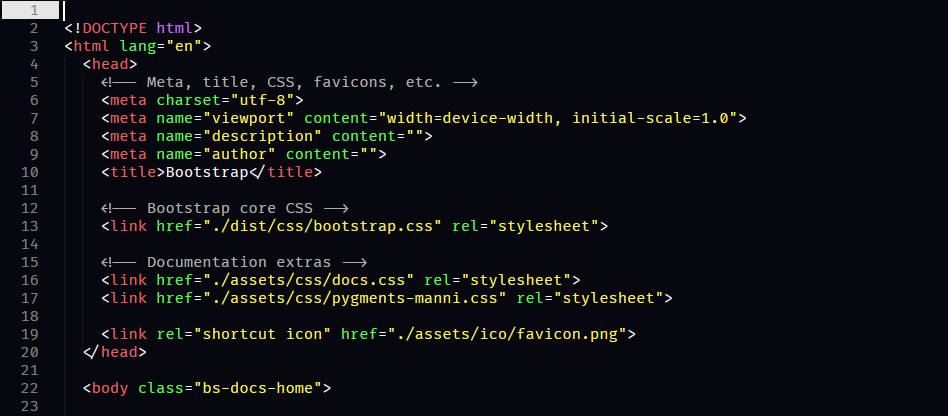 1
2 <!DOCTYPE html>
3 <html lang="en">
4 <head>
5 <!-- Meta, title, CSS, favicons, etc. -->
6 <meta charset="utf-8">
7 <meta name="viewport" content="width=device-width, initial-scale=1.0">
8 <meta name="description" content="">
9 <meta name="author" content="">
10 <title>Bootstrap</title>
11
12 <!-- Bootstrap core CSS -->
13 <link href="./dist/css/bootstrap.css" rel="stylesheet">
14
15 <!-- Documentation extras -->
16 <link href="./assets/css/docs.css" rel="stylesheet">
17 <link href="./assets/css/pygments-manni.css" rel="stylesheet">
18
19 <link rel="shortcut icon" href="./assets/ico/favicon.png">
20 </head>
21
22 <body class="bs-docs-home">
23